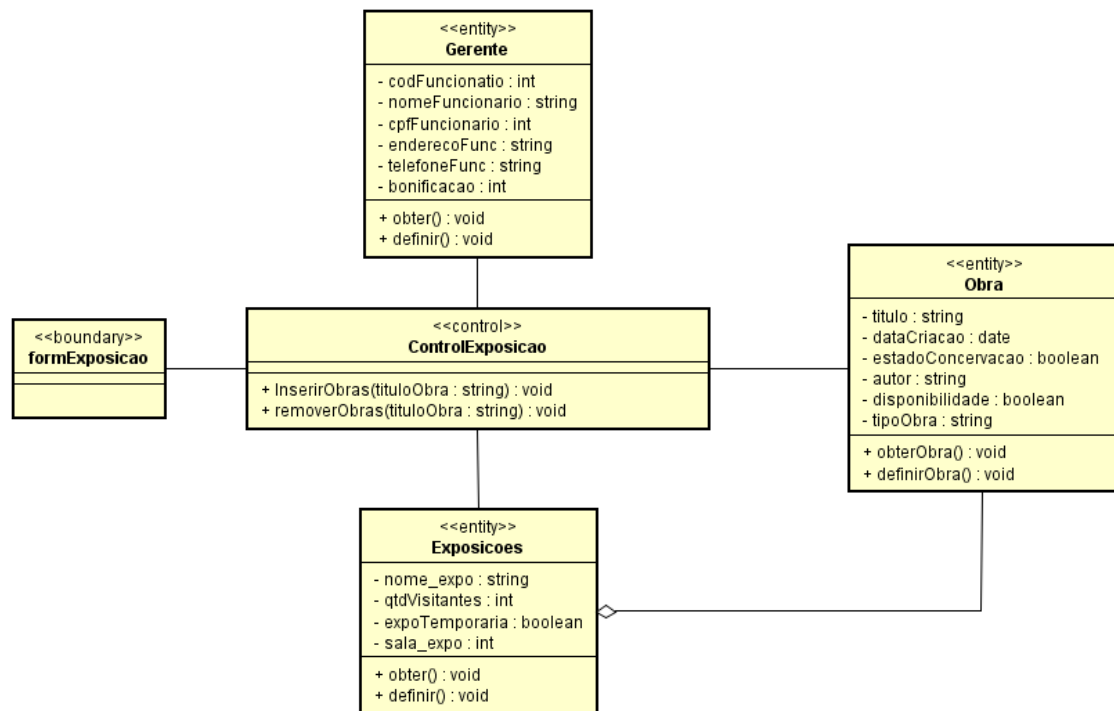 <<entity>>
Gerente
- codFuncionatio : int
- nomeFuncionario : string
- cpfFuncionario : int
- enderecoFunc : string
- telefoneFunc : string
- bonificacao : int
+ obter() : void
+ definir() : void
<<boundary>>
formExposicao
<<control>>
ControlExposicao
+ InserirObras(tituloObra : string) : void
+ removerObras(tituloObra : string) : void
<<entity>>
Obra
- titulo : string
- dataCriacao : date
- estadoConcervacao : boolean
- autor : string
- disponibilidade : boolean
- tipoObra : string
+ obterObra() : void
+ definirObra() : void
<<entity>>
Exposicoes
- nome_expo : string
- qtdVisitantes : int
- expoTemporaria : boolean
- sala_expo : int
+ obter() : void
+ definir() : void